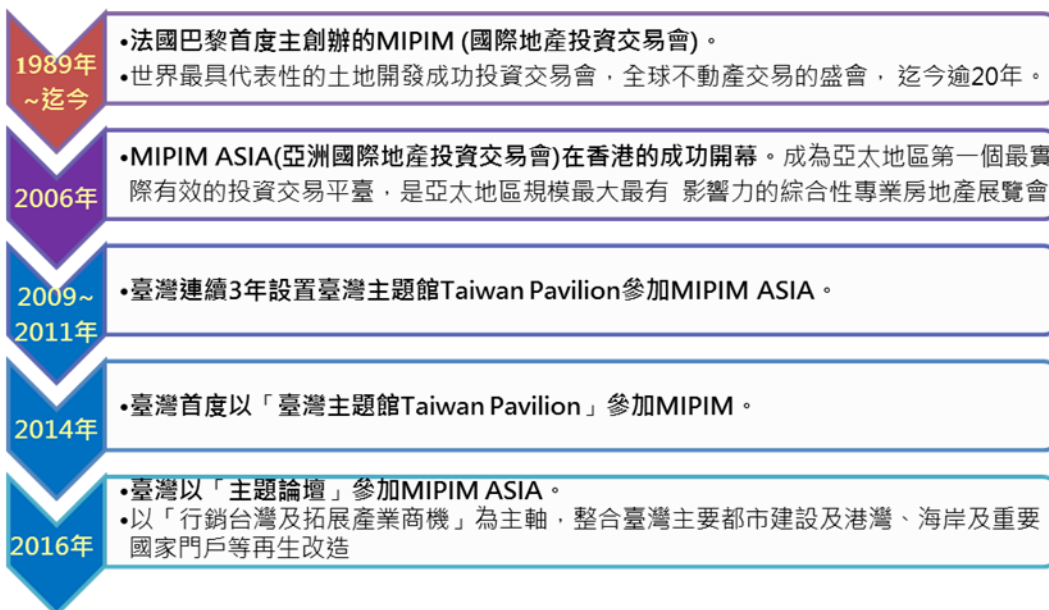 1989年
~迄今
•法國巴黎首度主創辦的MIPIM (國際地產投資交易會)。
•世界最具代表性的土地開發成功投資交易會，全球不動產交易的盛會， 迄今逾20年。
2006年
•MIPIM ASIA(亞洲國際地產投資交易會)在香港的成功開幕。成為亞太地區第一個最實
際有效的投資交易平臺，是亞太地區規模最大最有 影響力的綜合性專業房地產展覽會
2009~
2011年
•臺灣連續3年設置臺灣主題館Taiwan Pavilion參加MIPIM ASIA。
2014年
•臺灣首度以「臺灣主題館Taiwan Pavilion」參加MIPIM。
2016年
•臺灣以「主題論壇」參加MIPIM ASIA。
•以「行銷台灣及拓展產業商機」為主軸，整合臺灣主要都市建設及港灣、海岸及重要
國家門戶等再生改造